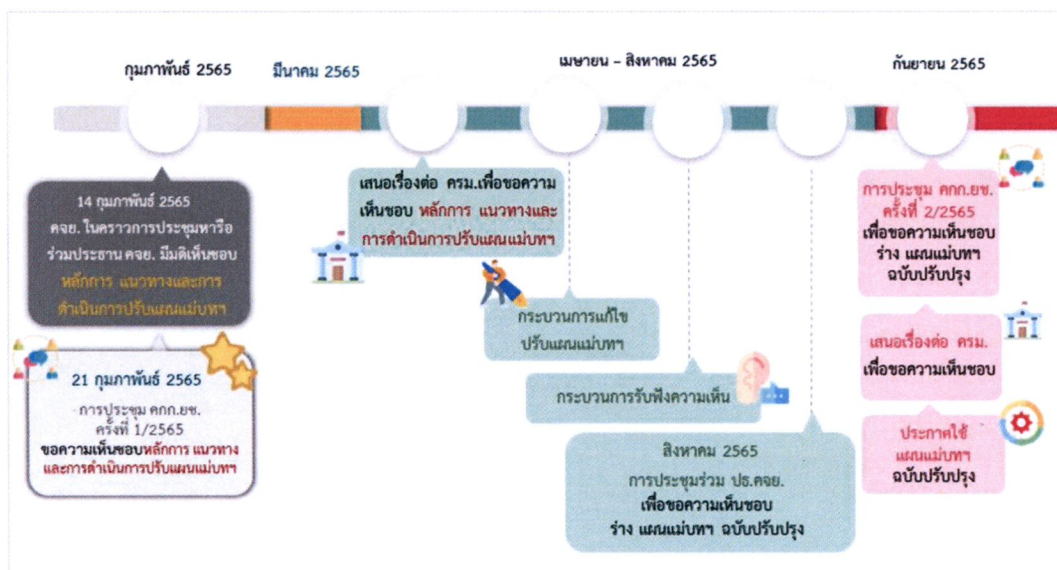 กุมภาพันธ์ 2565
มีนาคม 2565
เมษายน – สิงหาคม 2565
กันยายน 2565
14 กุมภาพันธ์ 2565
คจย. ในคราวการประชุมหารือ
ร่วมประธาน คจย. มีมติเห็นชอบ
หลักการ แนวทางและการ
ดำเนินการปรับแผนแม่บทฯ
21 กุมภาพันธ์ 2565
การประชุม คกก.ยช.
ครั้งที่ 1/2565
ขอความเห็นชอบหลักการ แนวทาง
และการดำเนินการปรับแผนแม่บทฯ
เสนอเรื่องต่อ ครม.เพื่อขอความ
เห็นชอบ หลักการ แนวทางและ
การดำเนินการปรับแผนแม่บทฯ
กระบวนการแก้ไข
ปรับแผนแม่บทฯ
กระบวนการรับฟังความเห็น
สิงหาคม 2565
การประชุมร่วม ปธ.คจย.
เพื่อขอความเห็นชอบ
ร่าง แผนแม่บทฯ ฉบับปรับปรุง
การประชุม คกก.ยช.
ครั้งที่ 2/2565
เพื่อขอความเห็นชอบ
ร่าง แผนแม่บทฯ
ฉบับปรับปรุง
เสนอเรื่องต่อ ครม.
เพื่อขอความเห็นชอบ
ประกาศใช้
แผนแม่บทฯ
ฉบับปรับปรุง